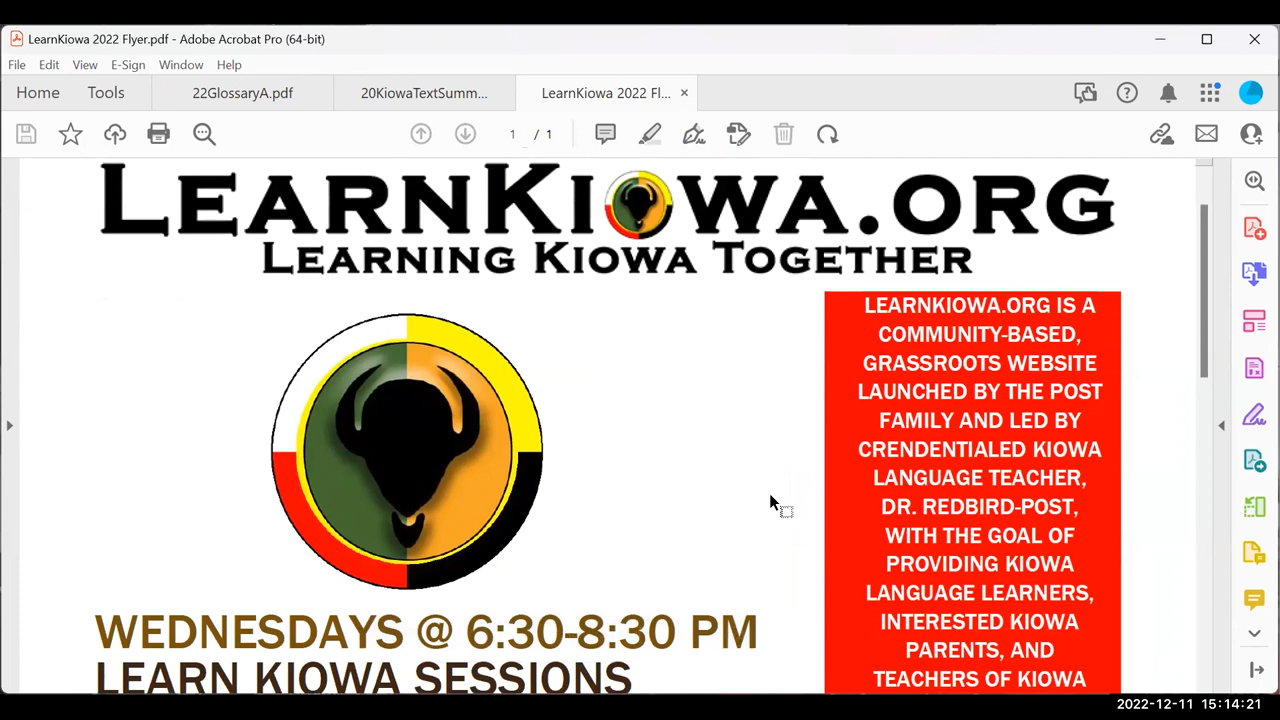 LearnKiowa 2022 Flyer.pdf - Adobe Acrobat Pro (64-bit)
File Edit View E-Sign Window Help
Home Tools 22GlossaryA.pdf 20KiowaTextSumm... LearnKiowa 2022 Fl... ×
1 / 1
LEARNKIOWA.ORG
LEARNING KIOWA TOGETHER
WEDNESDAYS @ 6:30-8:30 PM
LEARN KIOWA SESSIONS
LEARNKIOWA.ORG IS A
COMMUNITY-BASED,
GRASSROOTS WEBSITE
LAUNCHED BY THE POST
FAMILY AND LED BY
CRENDENTIALED KIOWA
LANGUAGE TEACHER,
DR. REDBIRD-POST,
WITH THE GOAL OF
PROVIDING KIOWA
LANGUAGE LEARNERS,
INTERESTED KIOWA
PARENTS, AND
TEACHERS OF KIOWA
2022-12-11 15:14:21